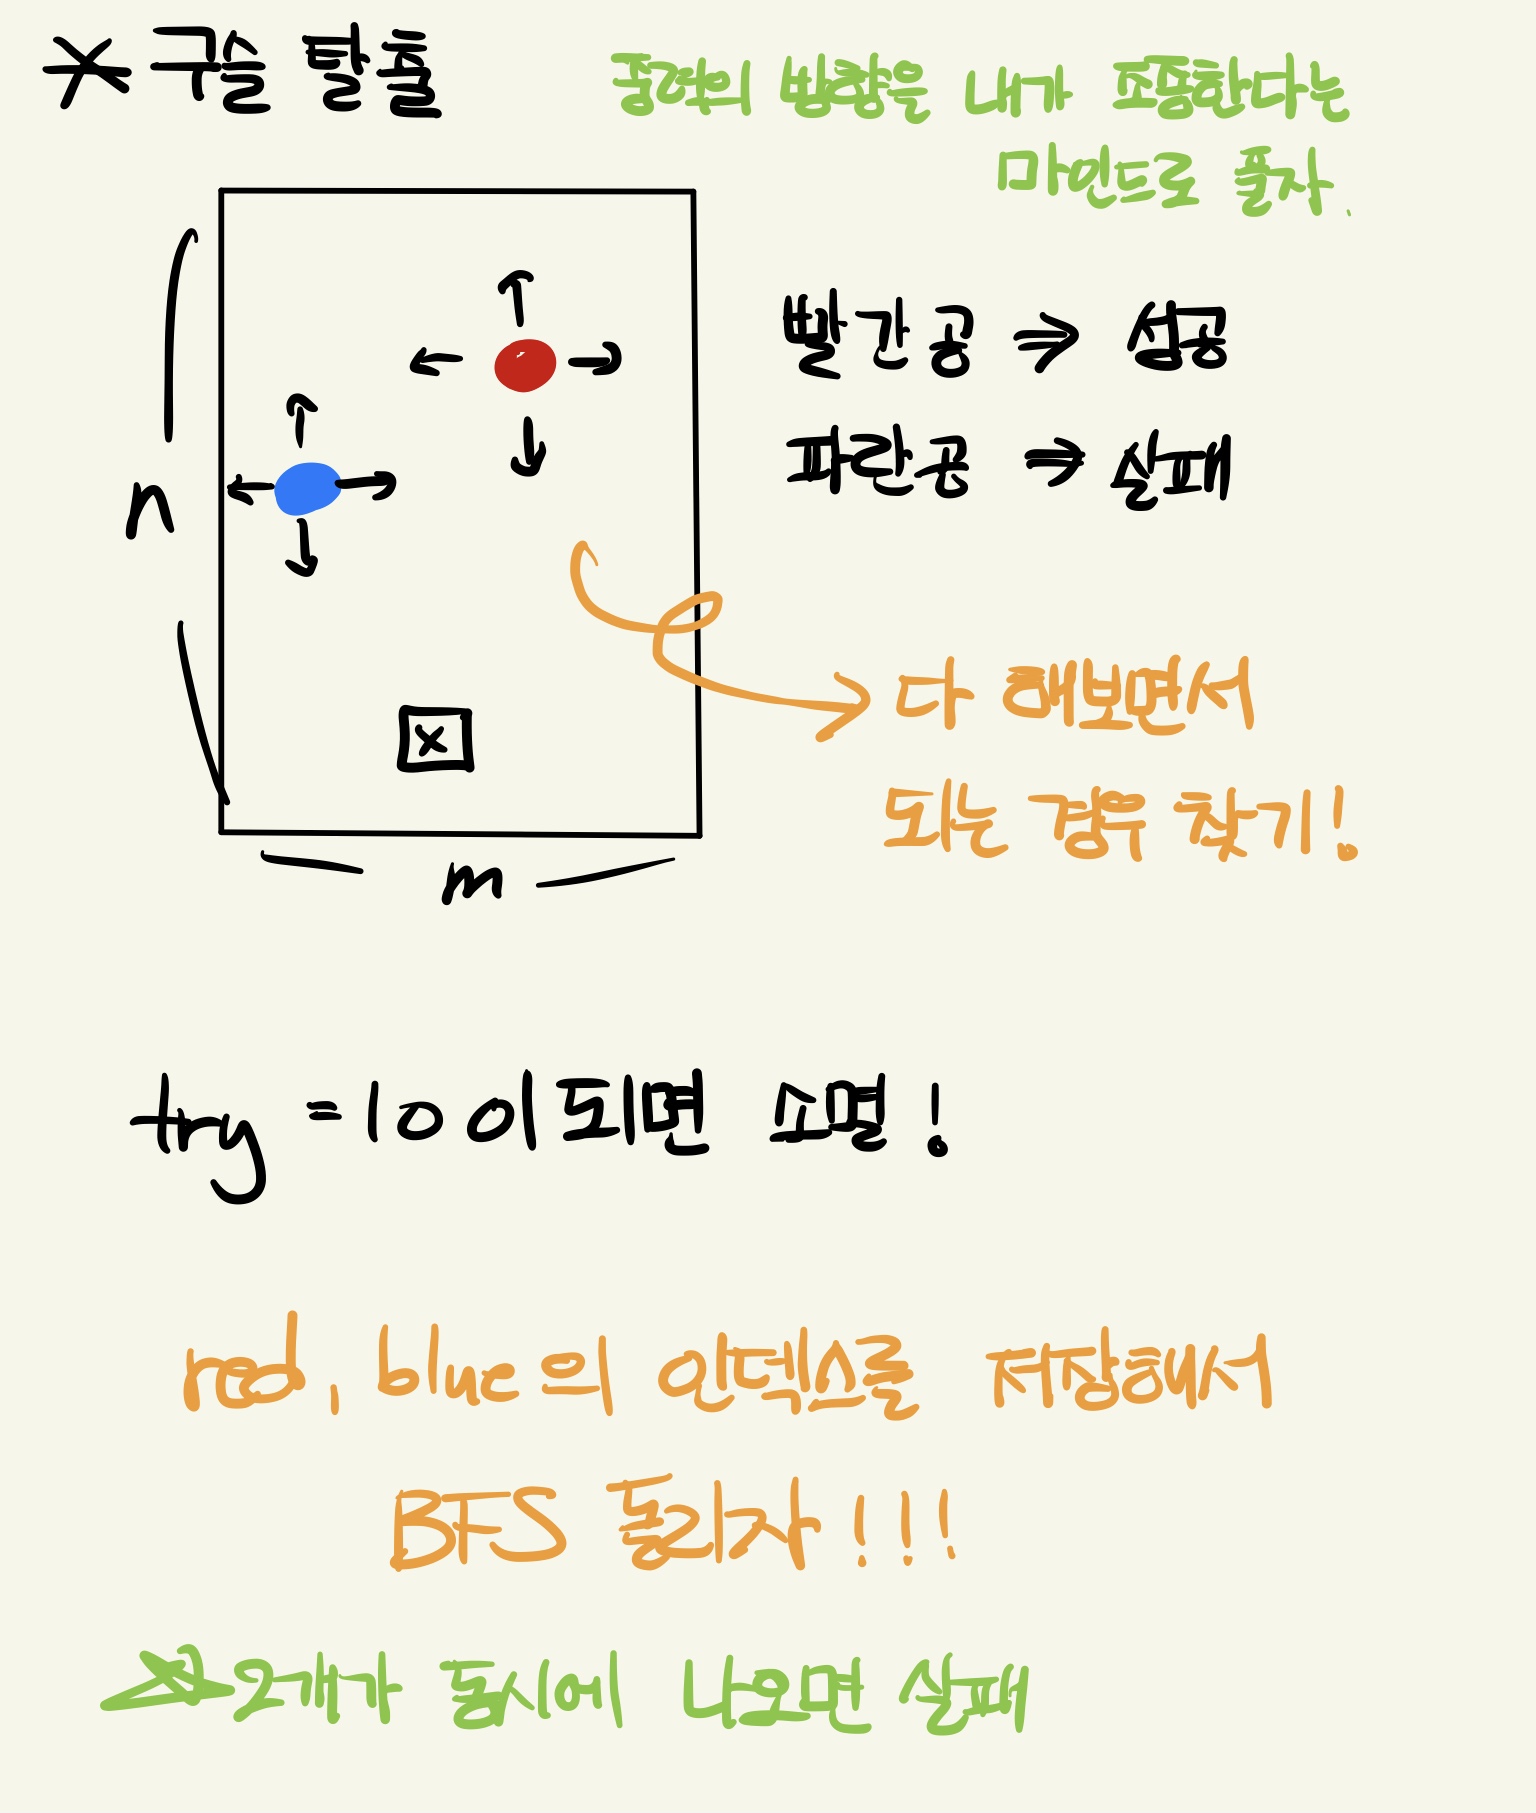 * 구슬 탈출
중력의 방향을 내가 조종한다는
마인드로 풀자.
빨간공 ⇒ 성공
파란공 ⇒ 실패
n
x
다 해보면서
되는 경우 찾기!
m
try = 10 이되면 소멸!
red, blue의 인덱스를 저장해서
BFS 돌리자!!!
2개가 동시에 나오면 실패